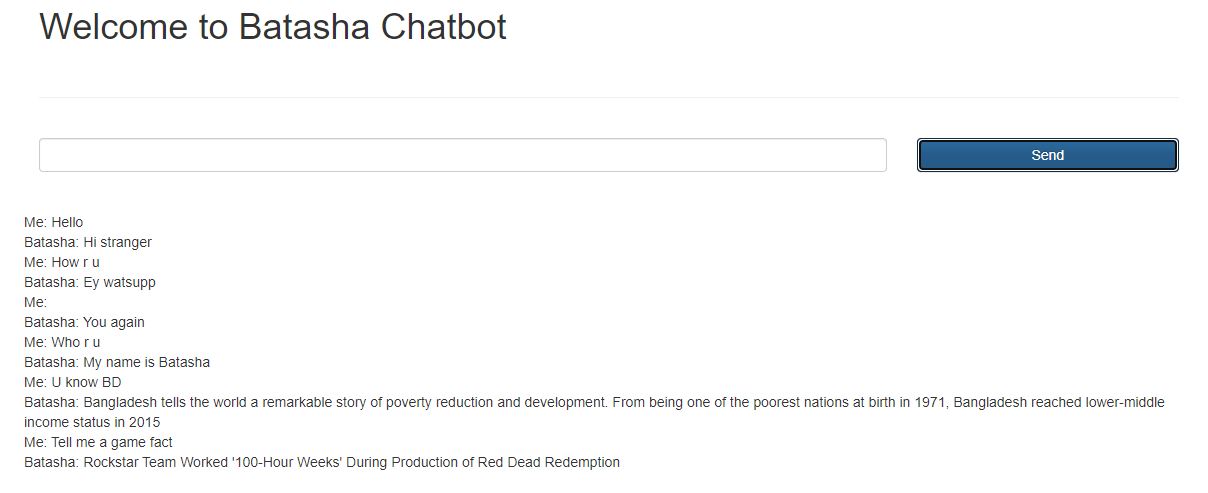 Welcome to Batasha Chatbot
Send
Me: Hello
Batasha: Hi stranger
Me: How r u
Batasha: Ey watsupp
Me:
Batasha: You again
Me: Who r u
Batasha: My name is Batasha
Me: U know BD
Batasha: Bangladesh tells the world a remarkable story of poverty reduction and development. From being one of the poorest nations at birth in 1971, Bangladesh reached lower-middle
income status in 2015
Me: Tell me a game fact
Batasha: Rockstar Team Worked '100-Hour Weeks' During Production of Red Dead Redemption